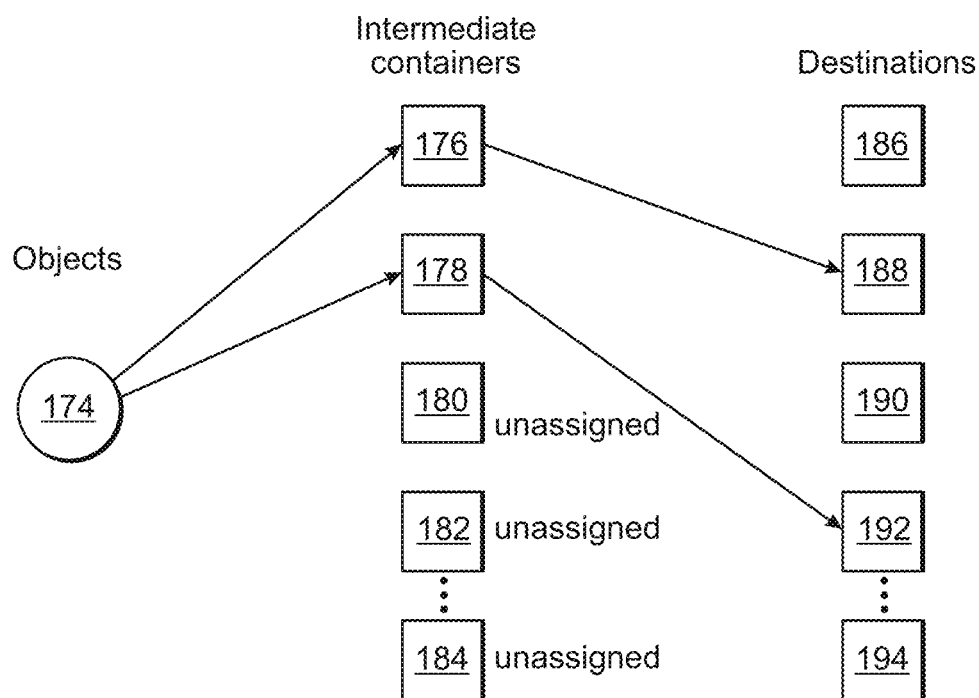 Intermediate
containers
Destinations
176
186
Objects
178
188
174
180
unassigned
190
182
unassigned
192
184
unassigned
194